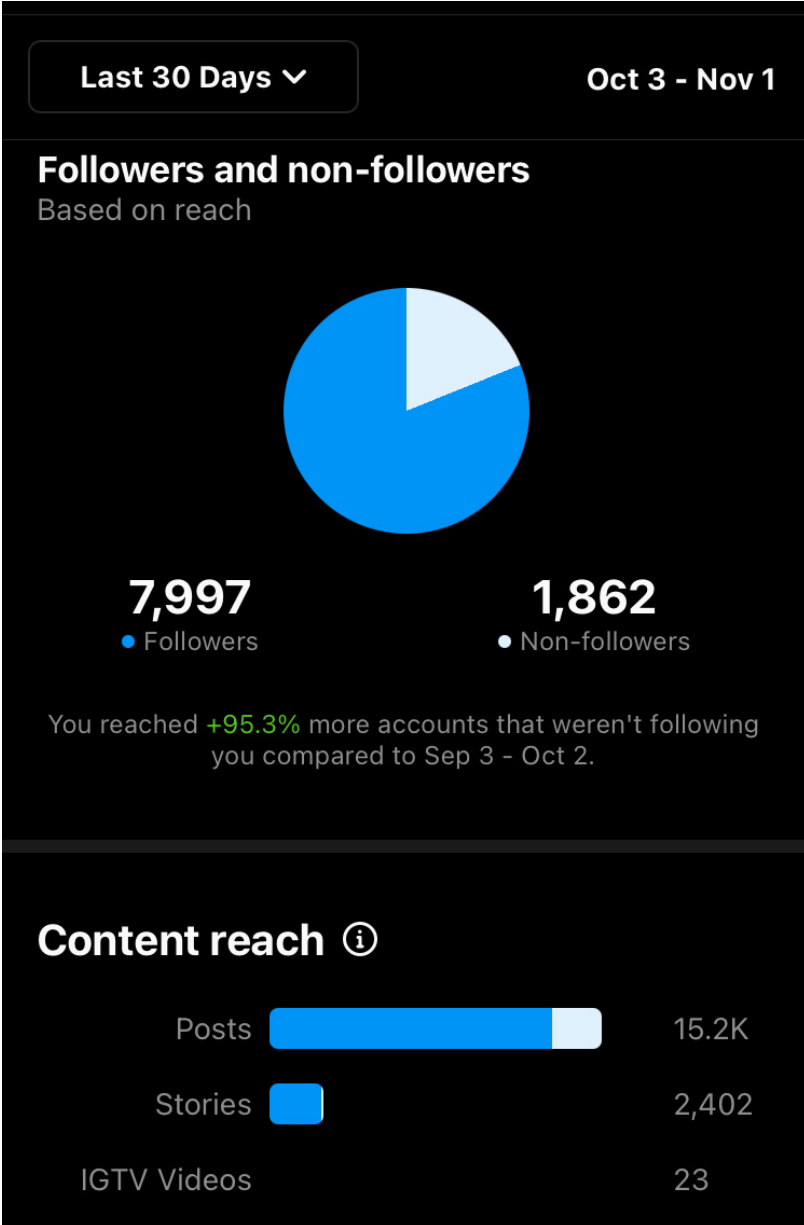 Last 30 Days
Oct 3 - Nov 1
Followers and non-followers
Based on reach
7,997
1,862
Followers
Non-followers
You reached +95.3% more accounts that weren't following
you compared to Sep 3 - Oct 2.
Content reach
Posts 15.2K
Stories 2,402
IGTV Videos 23